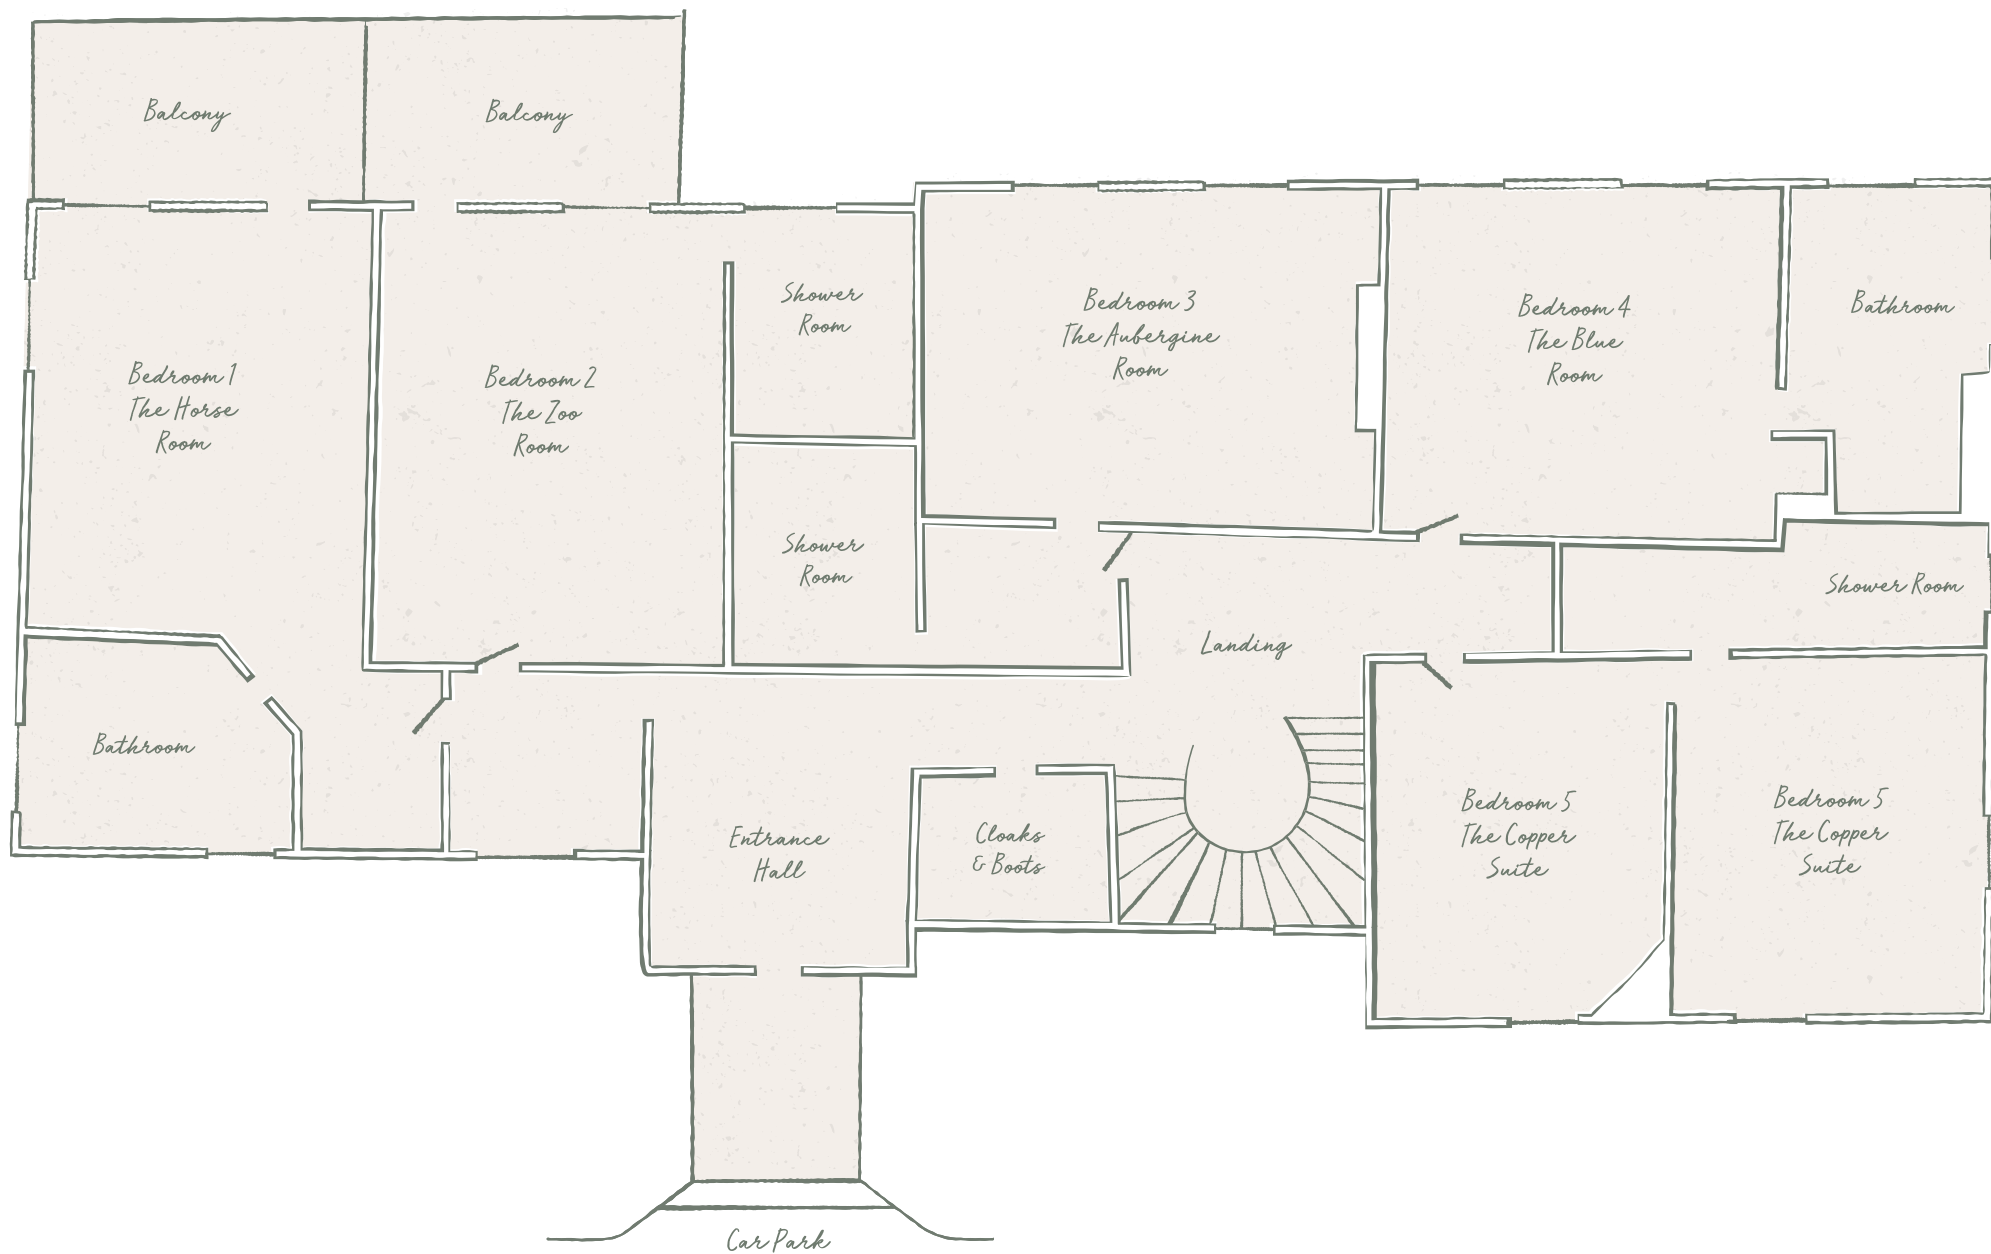 Balcony
Balcony
Shower
Room
Bedroom 3
The Aubergine
Room
Bedroom 4
The Blue
Room
Bathroom
Bedroom 1
The Horse
Room
Bedroom 2
The Zoo
Room
Shower
Room
Shower Room
Landing
Bathroom
Entrance
Hall
Cloaks
& Boots
Bedroom 5
The Copper
Suite
Bedroom 5
The Copper
Suite
Car Park